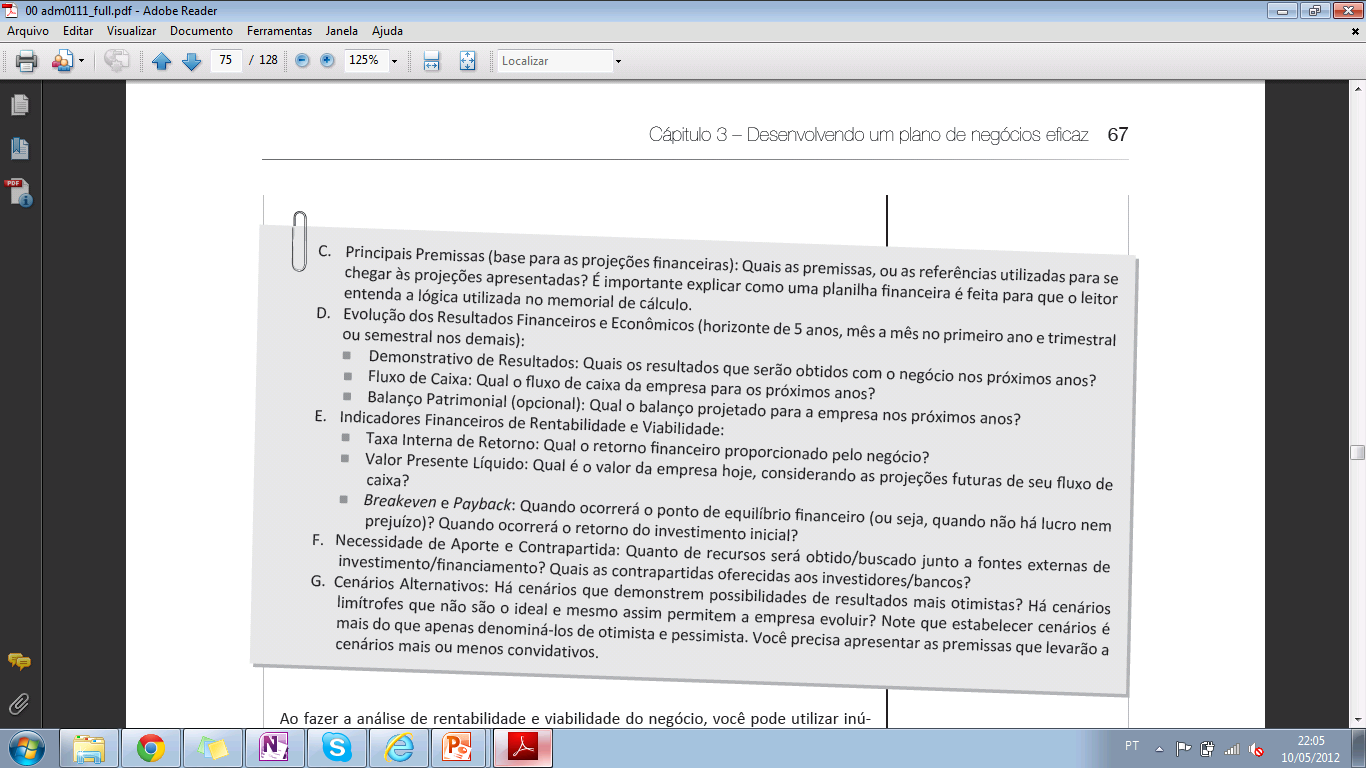 00 adm0111_full.pdf - Adobe Reader
Arquivo Editar Visualizar Documento Ferramentas Janela Ajuda
75 / 128 125% Localizar
Cápitulo 3 – Desenvolvendo um plano de negócios eficaz 67
C. Principais Premissas (base para as projeções financeiras): Quais as premissas, ou as referências utilizadas para se
chegar às projeções apresentadas? É importante explicar como uma planilha financeira é feita para que o leitor
entenda a lógica utilizada no memorial de cálculo.
D. Evolução dos Resultados Financeiros e Econômicos (horizonte de 5 anos, mês a mês no primeiro ano e trimestral
ou semestral nos demais):
■ Demonstrativo de Resultados: Quais os resultados que serão obtidos com o negócio nos próximos anos?
■ Fluxo de Caixa: Qual o fluxo de caixa da empresa para os próximos anos?
■ Balanço Patrimonial (opcional): Qual o balanço projetado para a empresa nos próximos anos?
E. Indicadores Financeiros de Rentabilidade e Viabilidade:
■ Taxa Interna de Retorno: Qual o retorno financeiro proporcionado pelo negócio?
■ Valor Presente Líquido: Qual é o valor da empresa hoje, considerando as projeções futuras de seu fluxo de
caixa?
■ Breakeven e Payback: Quando ocorrerá o ponto de equilíbrio financeiro (ou seja, quando não há lucro nem
prejuízo)? Quando ocorrerá o retorno do investimento inicial?
F. Necessidade de Aporte e Contrapartida: Quanto de recursos será obtido/buscado junto a fontes externas de
investimento/financiamento? Quais as contrapartidas oferecidas aos investidores/bancos?
G. Cenários Alternativos: Há cenários que demonstrem possibilidades de resultados mais otimistas? Há cenários
limítrofes que não são o ideal e mesmo assim permitem a empresa evoluir? Note que estabelecer cenários é
mais do que apenas denominá-los de otimista e pessimista. Você precisa apresentar as premissas que levarão a
cenários mais ou menos convidativos.
Ao fazer a análise de rentabilidade e viabilidade do negócio, você pode utilizar inú-
PT 22:05
10/05/2012